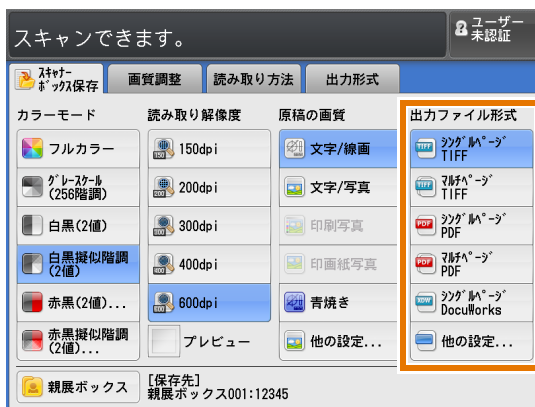 スキャンできます。
ユーザー
未認証
スキャナー
ボックス保存
画質調整
読み取り方法
出力形式
カラーモード
フルカラー
グレースケール
(256階調)
白黒(2値)
白黒擬似階調
(2値)
赤黒(2値)...
赤黒擬似階調
(2値)...
読み取り解像度
150dpi
200dpi
300dpi
400dpi
600dpi
プレビュー
原稿の画質
文字/線画
文字/写真
印刷写真
印画紙写真
青焼き
他の設定...
出力ファイル形式
TIFF
シングルページ
TIFF
TIFF
マルチページ
TIFF
PDF
シングルページ
PDF
PDF
マルチページ
PDF
XDW
シングルページ
DocuWorks
他の設定...
親展ボックス
[保存先]
親展ボックス001:12345